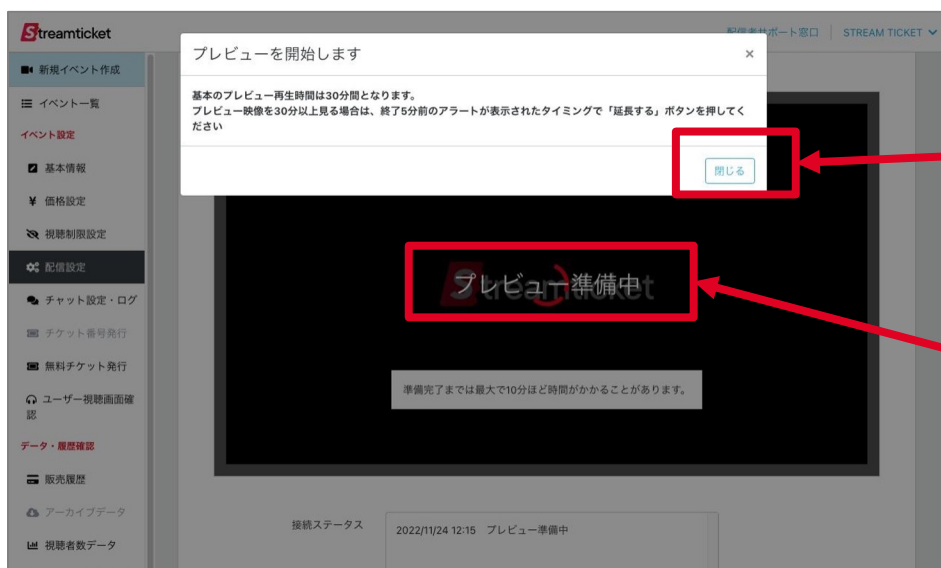 Streamticket
配信者サポート窓口
STREAM TICKET
新規イベント作成
イベント一覧
イベント設定
基本情報
価格設定
視聴制限設定
配信設定
チャット設定・ログ
チケット番号発行
無料チケット発行
ユーザー視聴画面確
認
データ・履歴確認
販売履歴
アーカイブデータ
視聴者数データ
プレビューを開始します
×
基本のプレビュー再生時間は30分間となります。
プレビュー映像を30分以上見る場合は、終了5分前のアラートが表示されたタイミングで「延長する」ボタンを押してく
ださい
閉じる
Streamticket
プレビュー準備中
準備完了までは最大で10分ほど時間がかかることがあります。
接続ステータス
2022/11/24 12:15 プレビュー準備中